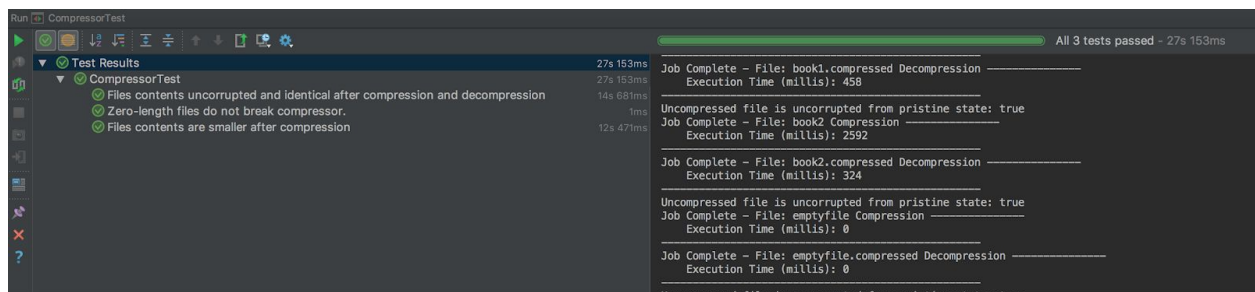 Run CompressorTest
All 3 tests passed – 27s 153ms
Test Results 27s 153ms
CompressorTest 27s 153ms
Files contents uncorrupted and identical after compression and decompression 14s 681ms
Zero-length files do not break compressor. 1ms
Files contents are smaller after compression 12s 471ms
Job Complete – File: book1.compressed Decompression ———————————————
Execution Time (millis): 458
Uncompressed file is uncorrupted from pristine state: true
Job Complete – File: book2 Compression ———————————————
Execution Time (millis): 2592
Job Complete – File: book2.compressed Decompression ———————————————
Execution Time (millis): 324
Uncompressed file is uncorrupted from pristine state: true
Job Complete – File: emptyfile Compression ———————————————
Execution Time (millis): 0
Job Complete – File: emptyfile.compressed Decompression ———————————————
Execution Time (millis): 0